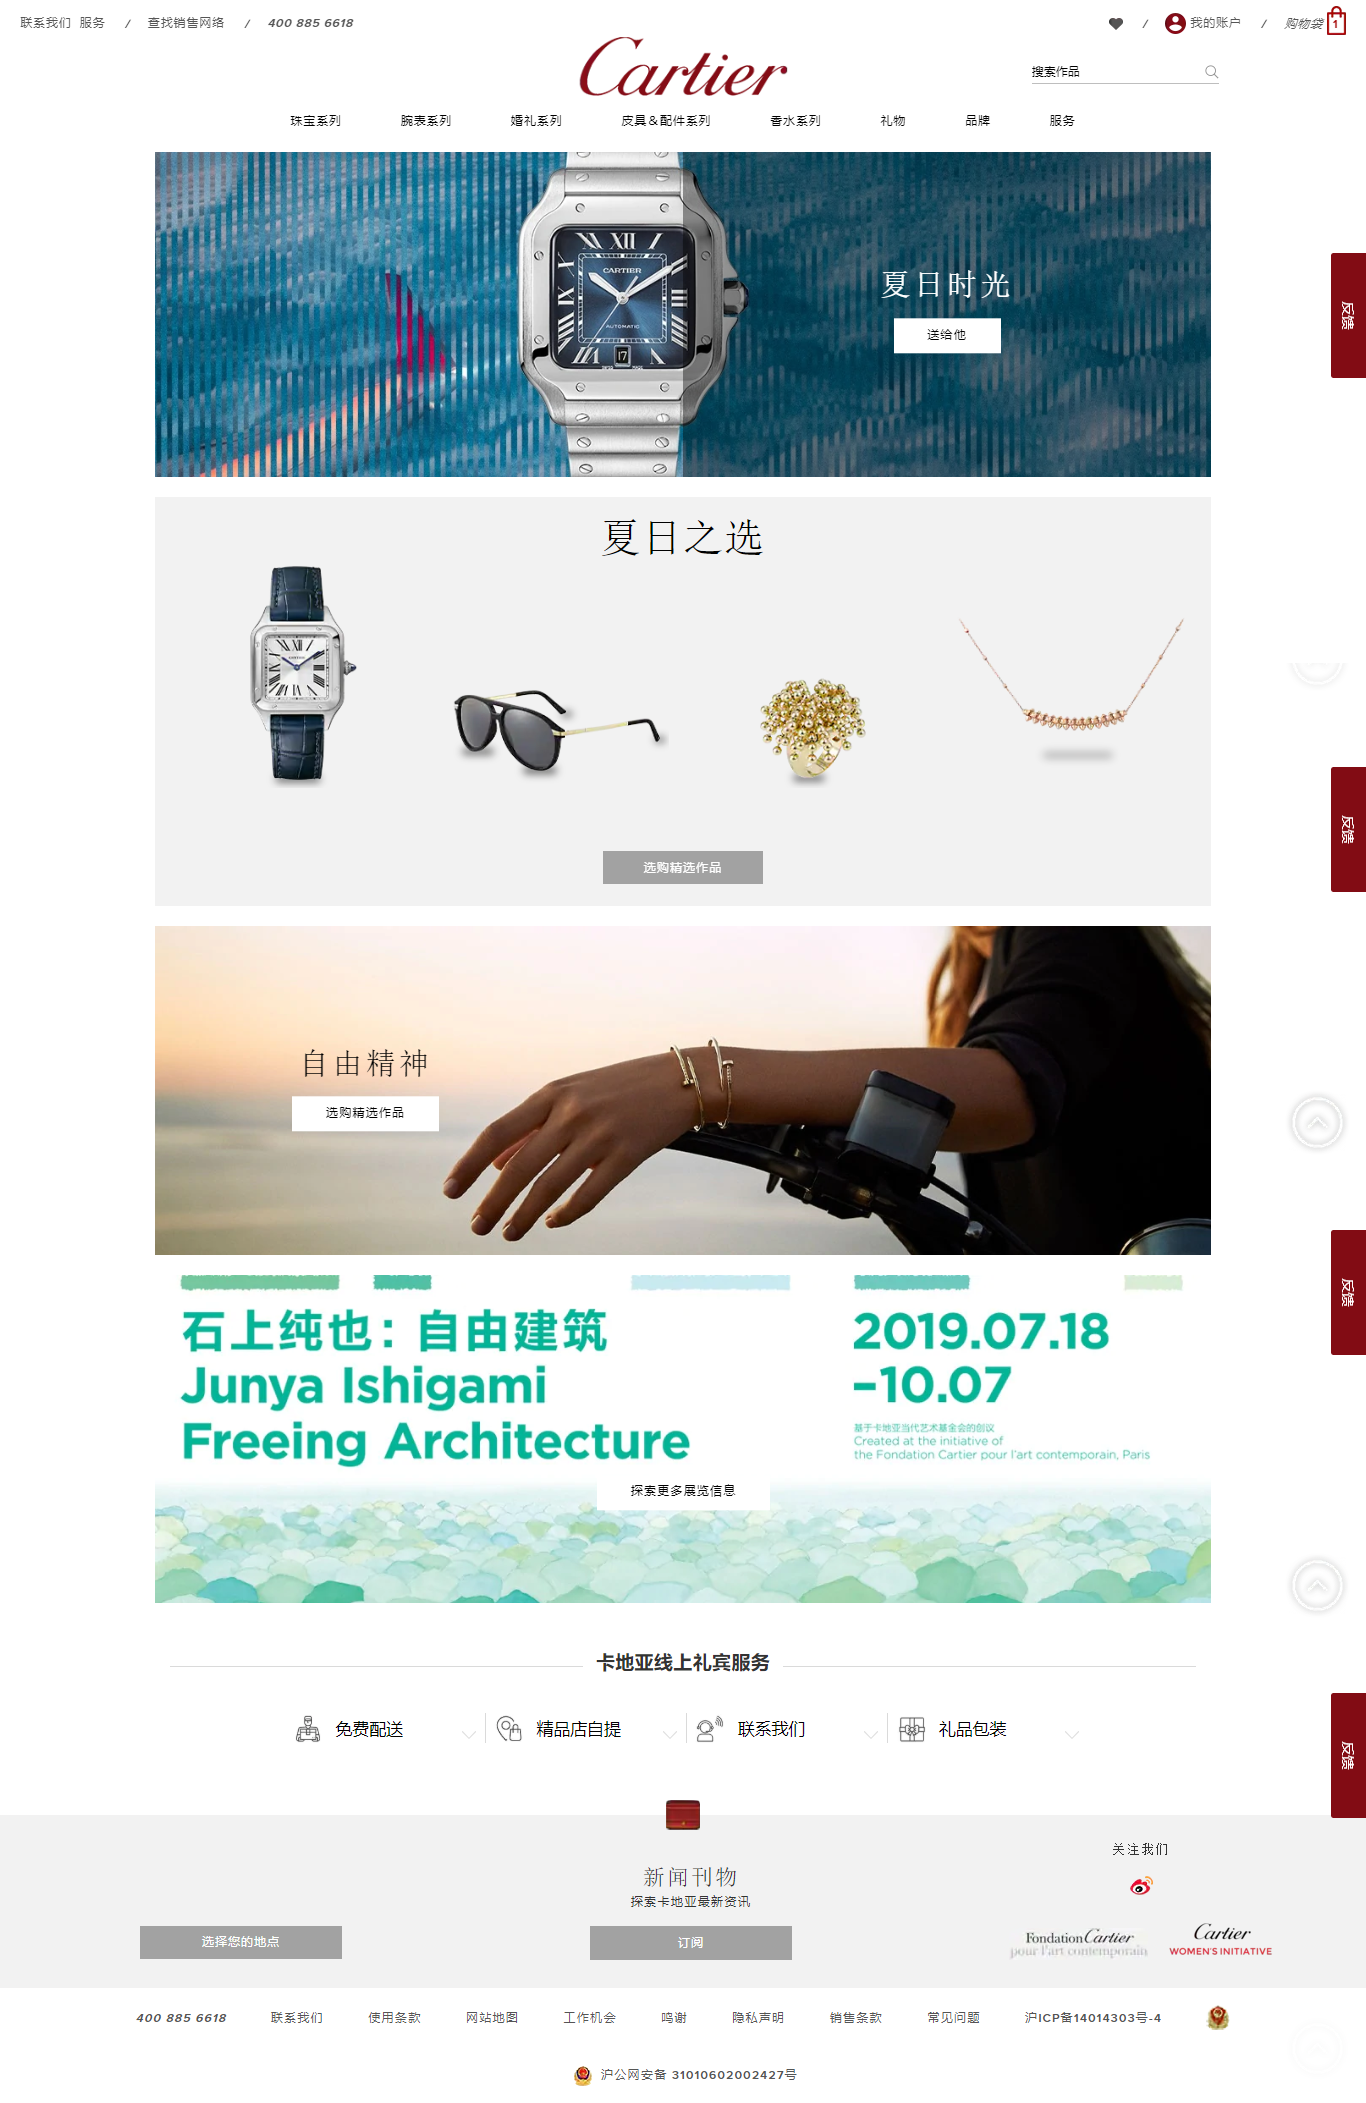 联系我们 服务 / 查找销售网络 / 400 885 6618
/ 我的账户 / 购物袋 1
Cartier
搜索作品
珠宝系列 腕表系列 婚礼系列 皮具&配件系列 香水系列 礼物 品牌 服务
CARTIER
AUTOMATIC
17
夏日时光
送给他
反馈
夏日之选
选购精选作品
反馈
自由精神
选购精选作品
反馈
石上纯也：自由建筑
Junya Ishigami
Freeing Architecture
2019.07.18
–10.07
基于卡地亚当代艺术基金会的创议
Created at the initiative of
the Fondation Cartier pour l'art contemporain, Paris
探索更多展览信息
卡地亚线上礼宾服务
免费配送 精品店自提 联系我们 礼品包装
反馈
新闻刊物
探索卡地亚最新资讯
关注我们
选择您的地点
订阅
Fondation Cartier
pour l'art contemporain
Cartier
WOMEN'S INITIATIVE
400 885 6618 联系我们 使用条款 网站地图 工作机会 鸣谢 隐私声明 销售条款 常见问题 沪ICP备14014303号-4
沪公网安备 31010602002427号